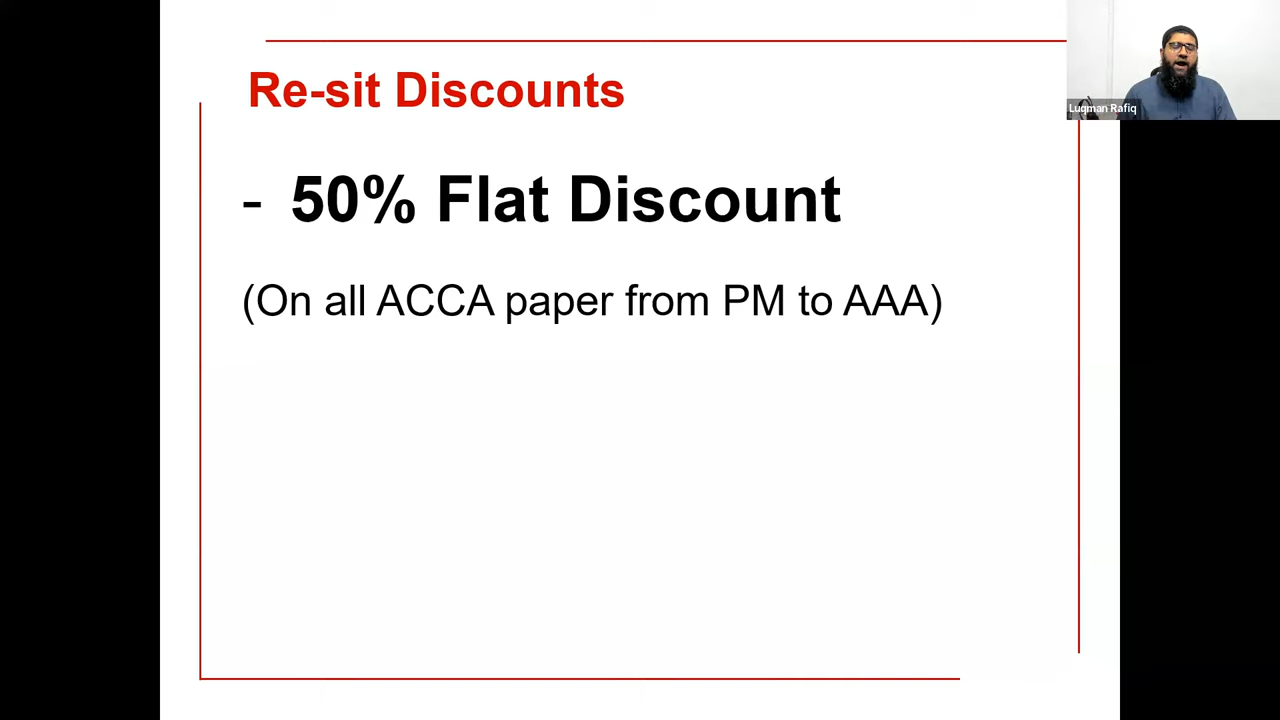 Re-sit Discounts
- 50% Flat Discount
(On all ACCA paper from PM to AAA)
Luqman Rafiq